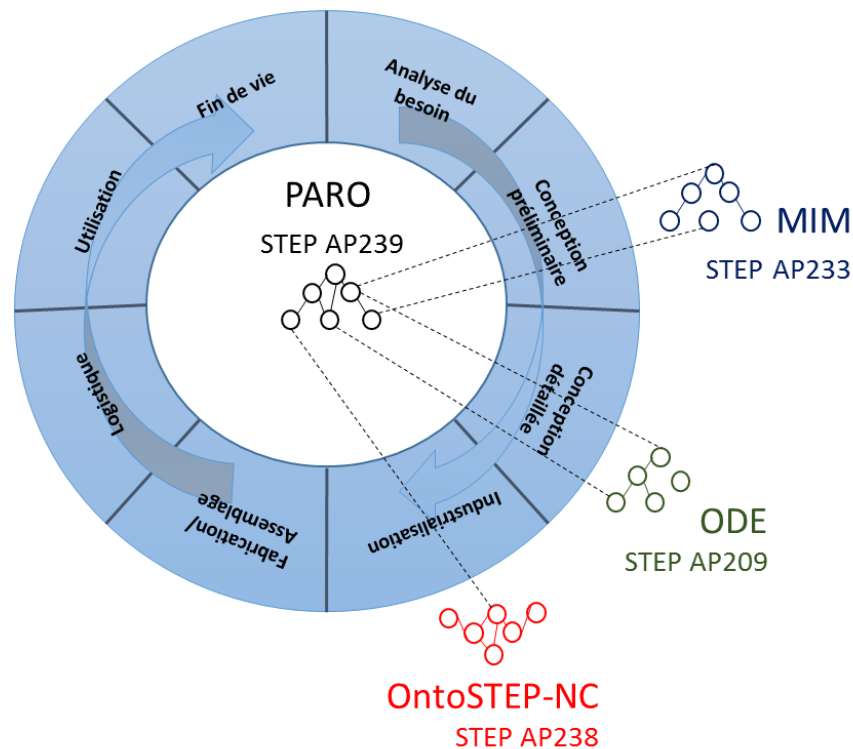 Fin de vie
Analyse du
besoin
Utilisation
Conception
préliminaire
PARO
STEP AP239
MIM
STEP AP233
Logistique
Conception
détaillée
Fabrication/
Assemblage
Industrialisation
ODE
STEP AP209
OntoSTEP-NC
STEP AP238